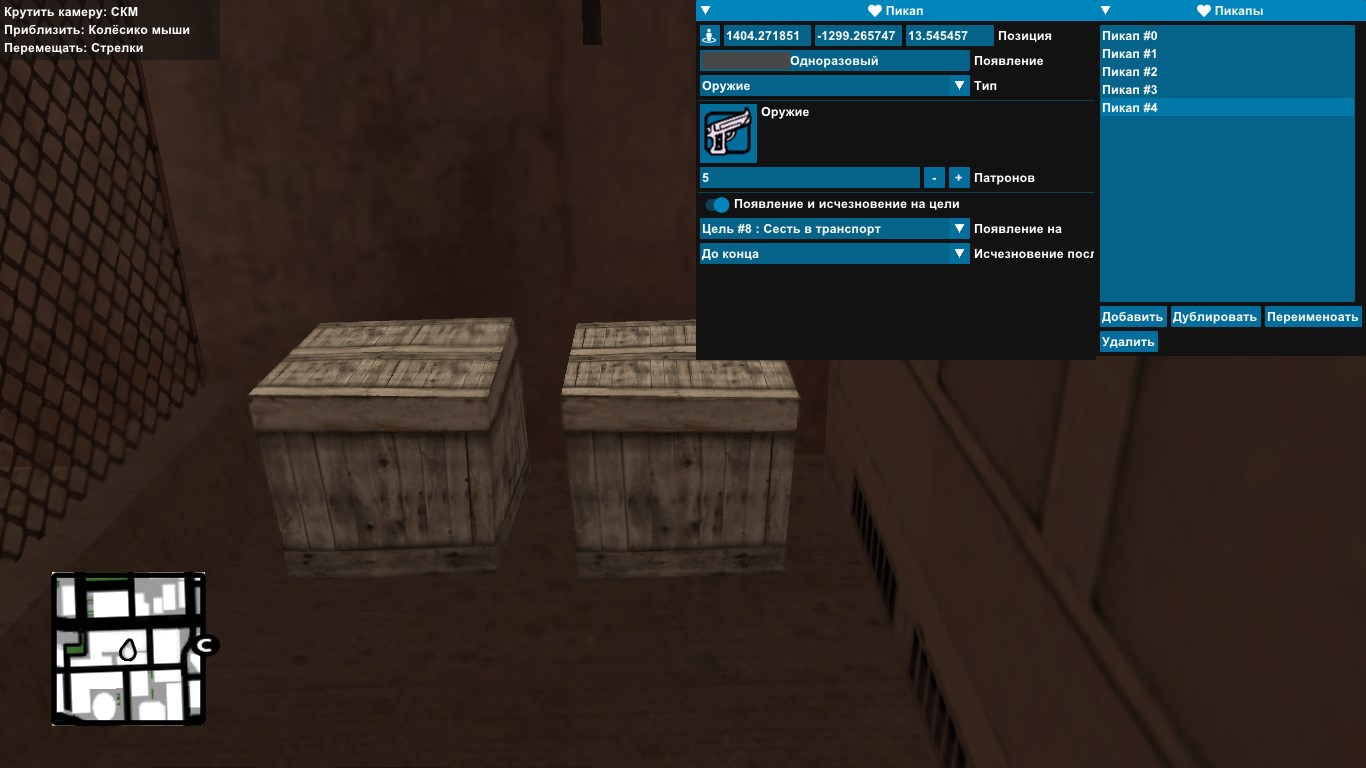 Крутить камеру: СКМ
Приблизить: Колёсико мыши
Перемещать: Стрелки
Пикап
1404.271851 -1299.265747 13.545457 Позиция
Одноразовый Появление
Оружие Тип
Оружие
5 - + Патронов
Появление и исчезновение на цели
Цель #8 : Сесть в транспорт Появление на
До конца Исчезновение посл
Пикапы
Пикап #0
Пикап #1
Пикап #2
Пикап #3
Пикап #4
Добавить Дублировать Переименоать
Удалить
C